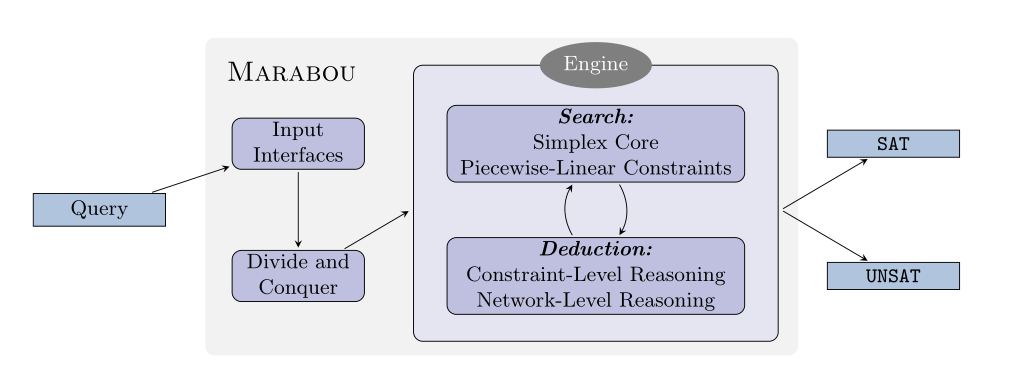 MARABOU
Engine
Query
Input
Interfaces
Divide and
Conquer
Search:
Simplex Core
Piecewise-Linear Constraints
Deduction:
Constraint-Level Reasoning
Network-Level Reasoning
SAT
UNSAT